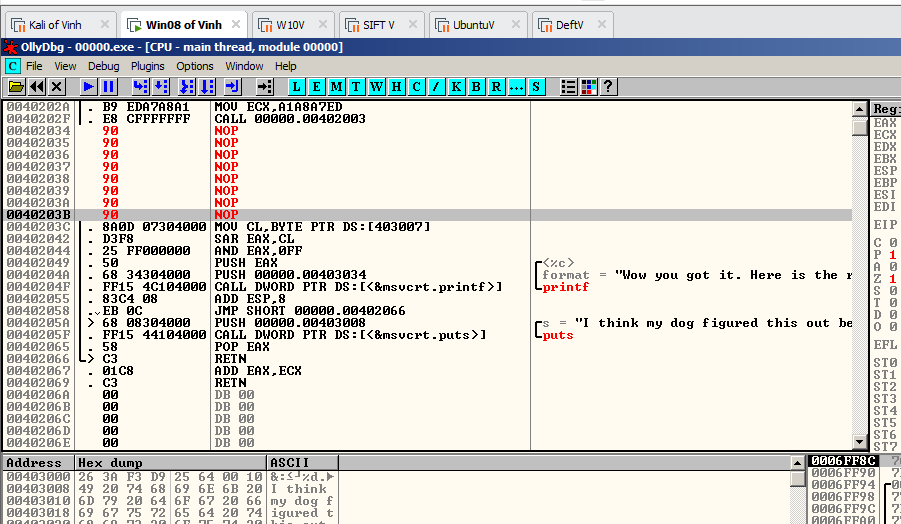 Kali of Vinh Win08 of Vinh W10V SIFT V UbuntuV DeftV
OllyDbg - 00000.exe - [CPU - main thread, module 00000]
C File View Debug Plugins Options Window Help
L E M T W H C / K B R ... S ?
0040202A . B9 EDA7A8A1 MOV ECX,A1A8A7ED
0040202F . E8 CFFFFFFF CALL 00000.00402003
00402034 90 NOP
00402035 90 NOP
00402036 90 NOP
00402037 90 NOP
00402038 90 NOP
00402039 90 NOP
0040203A 90 NOP
0040203B 90 NOP
0040203C . 8A0D 07304000 MOV CL,BYTE PTR DS:[403007]
00402042 . D3F8 SAR EAX,CL
00402044 . 25 FF000000 AND EAX,0FF
00402049 . 50 PUSH EAX <%c>
0040204A . 68 34304000 PUSH 00000.00403034 format = "Wow you got it. Here is the r
0040204F . FF15 4C104000 CALL DWORD PTR DS:[<&msvcrt.printf>] printf
00402055 . 83C4 08 ADD ESP,8
00402058 . EB 0C JMP SHORT 00000.00402066
0040205A > 68 08304000 PUSH 00000.00403008 s = "I think my dog figured this out be
0040205F . FF15 44104000 CALL DWORD PTR DS:[<&msvcrt.puts>] puts
00402065 . 58 POP EAX
00402066 > C3 RETN
00402067 . 01C8 ADD EAX,ECX
00402069 . C3 RETN
0040206A 00 DB 00
0040206B 00 DB 00
0040206C 00 DB 00
0040206D 00 DB 00
0040206E 00 DB 00
Regi
EAX
ECX
EDX
EBX
ESP
EBP
ESI
EDI
EIP
C 0
P 1
A 0
Z 1
S 0
T 0
D 0
O 0
EFL
ST0
ST1
ST2
ST3
ST4
ST5
ST6
ST7
Address Hex dump ASCII
00403000 26 3A F3 D9 25 64 00 10
00403008 49 20 74 68 69 6E 6B 20 I think
00403010 6D 79 20 64 6F 67 20 66 my dog f
00403018 69 67 75 72 65 64 20 74 igured t
0006FF8C
0006FF90
0006FF94
0006FF98
0006FF9C
0006FFA0